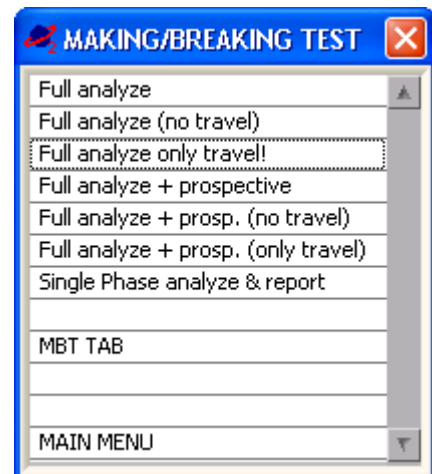 2 MAKING/BREAKING TEST
Full analyze
Full analyze (no travel)
Full analyze only travel!
Full analyze + prospective
Full analyze + prosp. (no travel)
Full analyze + prosp. (only travel)
Single Phase analyze & report
MBT TAB
MAIN MENU